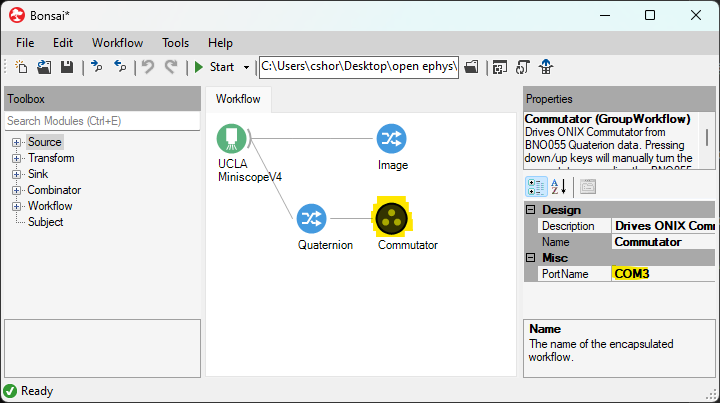 Bonsai*
File Edit Workflow Tools Help
Start C:\Users\cshor\Desktop\open ephys\
Toolbox
Search Modules (Ctrl+E)
Source
Transform
Sink
Combinator
Workflow
Subject
Workflow
UCLA
MiniscopeV4
Image
Quaternion
Commutator
Properties
Commutator (GroupWorkflow)
Drives ONIX Commutator from
BNO055 Quaterion data. Pressing
down/up keys will manually turn the
Design
Description Drives ONIX Com
Name Commutator
Misc
PortName COM3
Name
The name of the encapsulated
workflow.
Ready